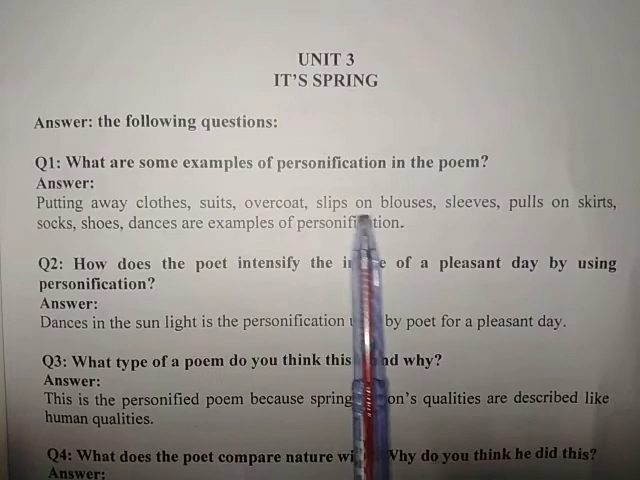 UNIT 3
IT'S SPRING
Answer: the following questions:
Q1: What are some examples of personification in the poem?
Answer:
Putting away clothes, suits, overcoat, slips on blouses, sleeves, pulls on skirts,
socks, shoes, dances are examples of personification.
Q2: How does the poet intensify the of a pleasant day by using
personification?
Answer:
Dances in the sun light is the personification by poet for a pleasant day.
Q3: What type of a poem do you think this and why?
Answer:
This is the personified poem because spring qualities are described like
human qualities.
Q4: What does the poet compare nature Why do you think he did this?
Answer: